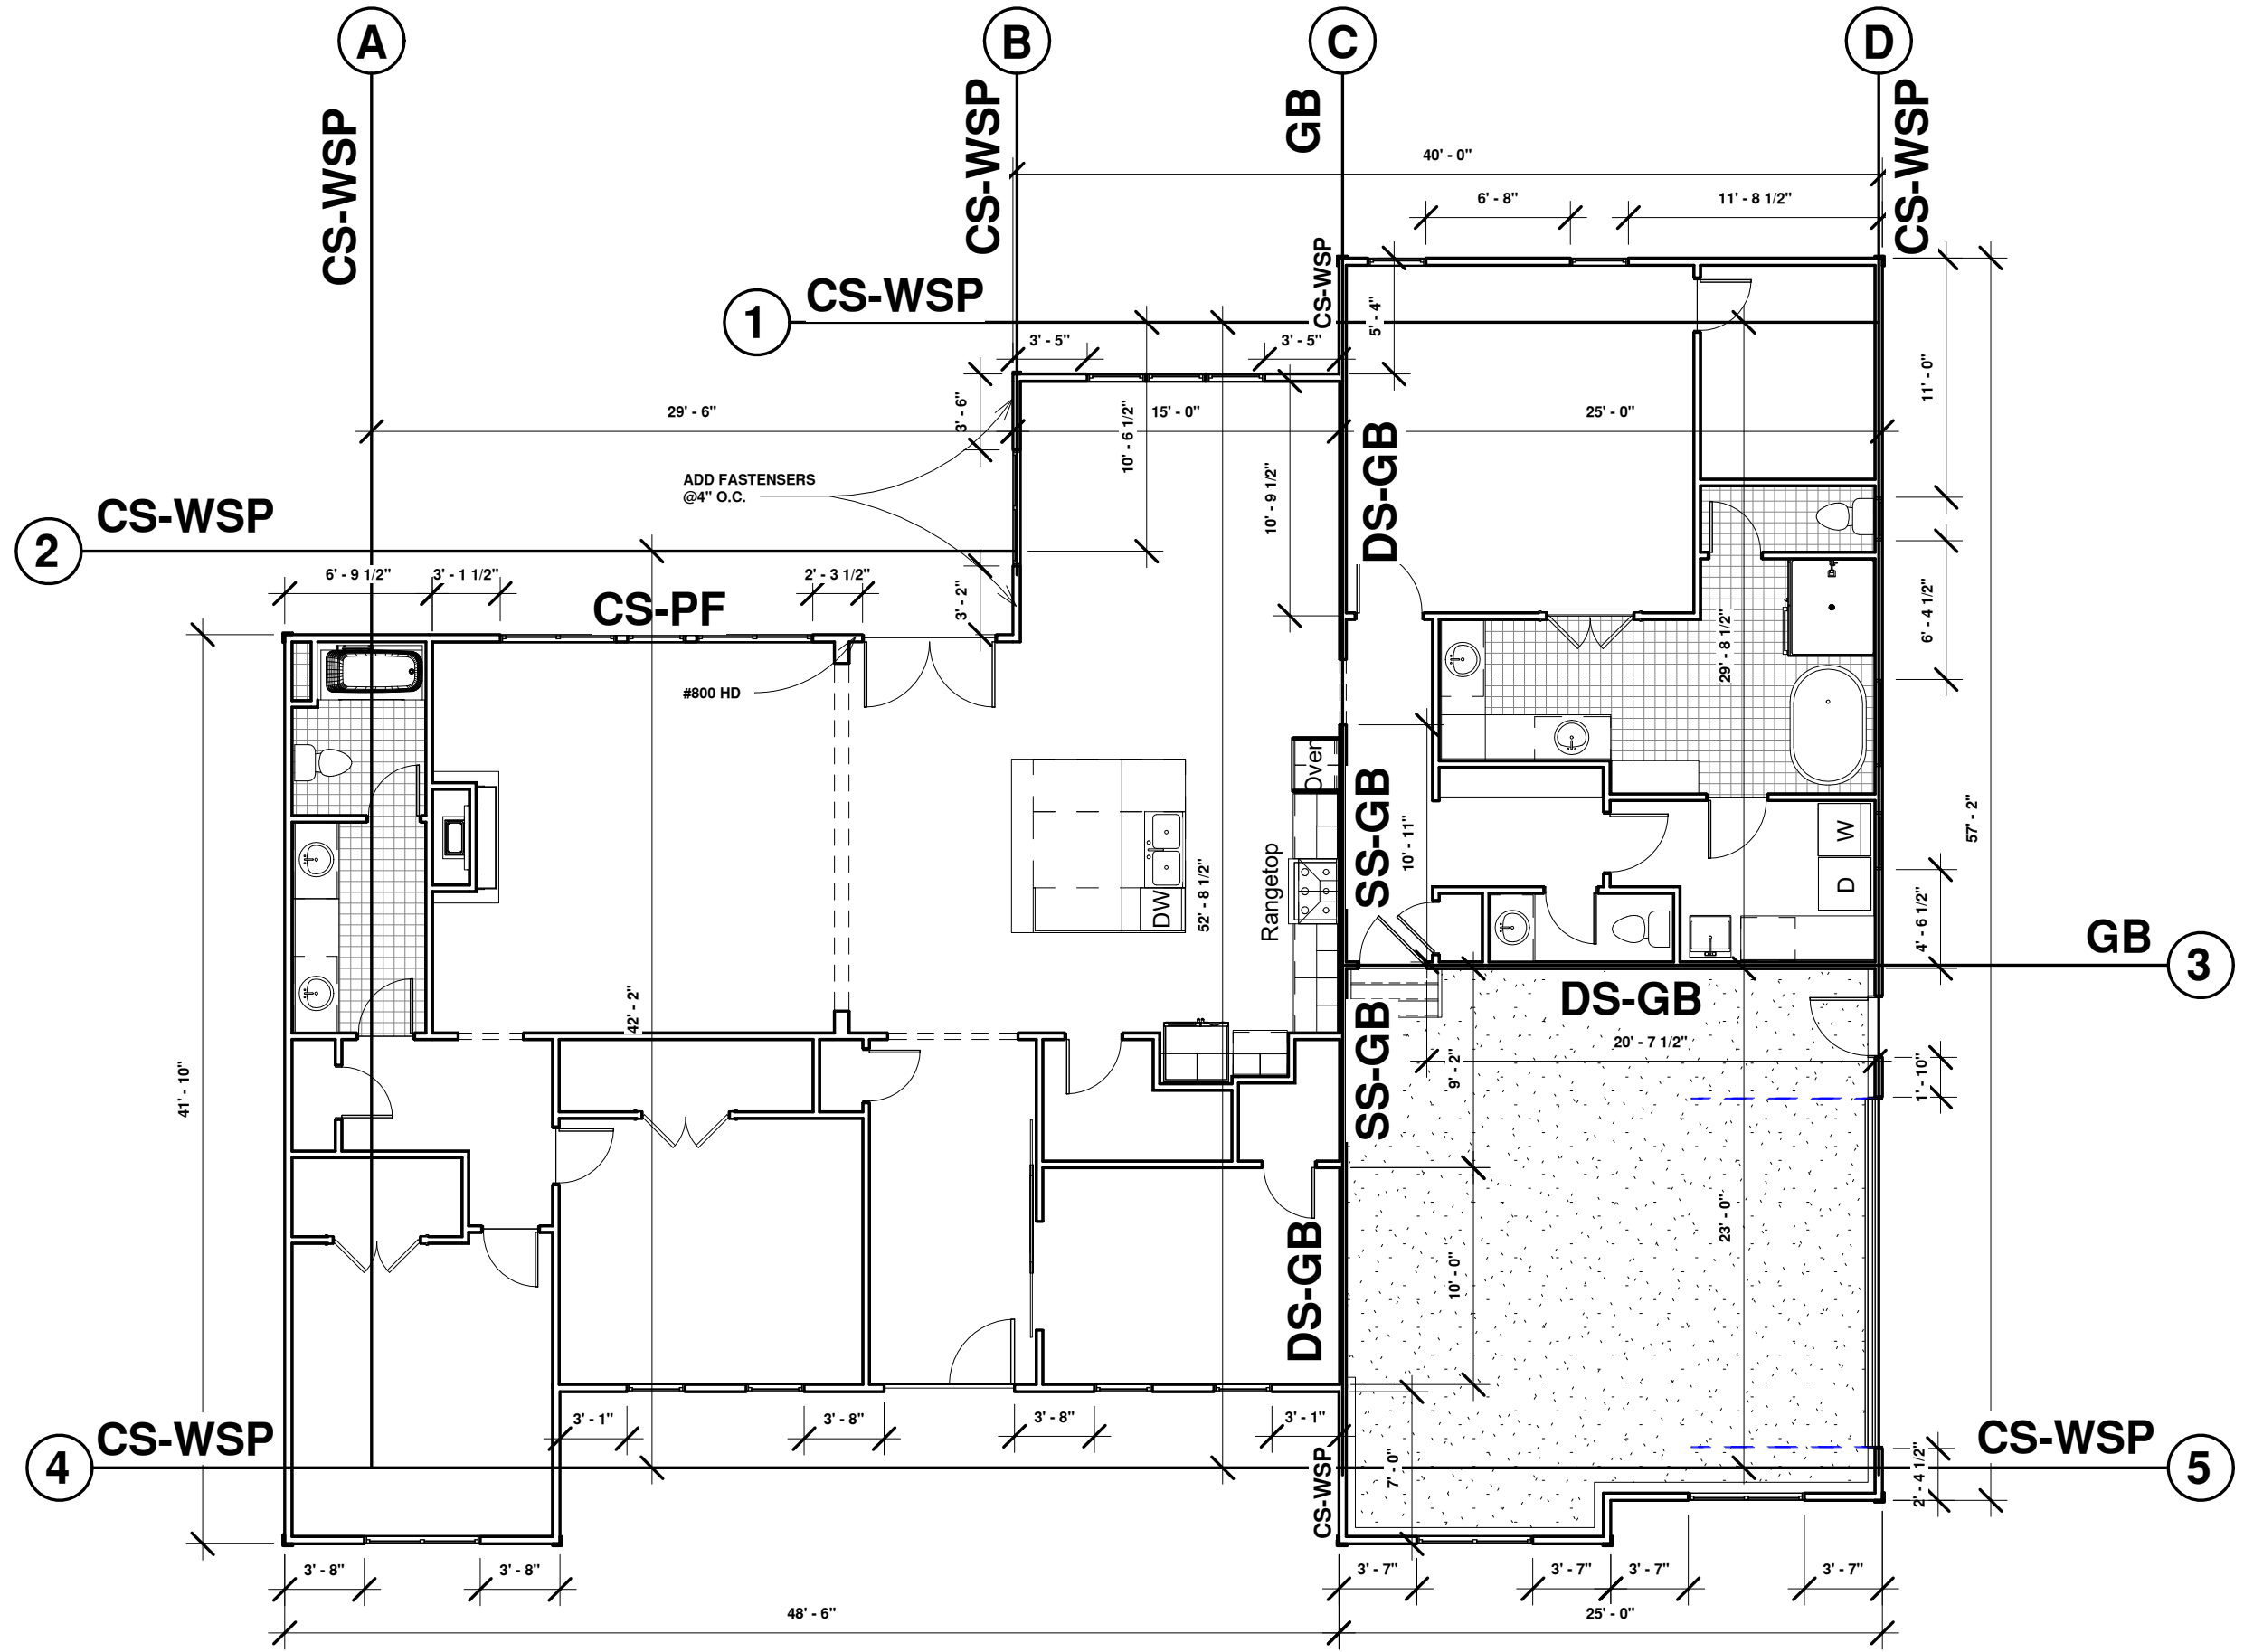 A
B
C
D
CS-WSP
CS-WSP
GB
CS-WSP
40' - 0"
6' - 8"
11' - 8 1/2"
1
CS-WSP
CS-WSP
5' - 4"
3' - 5"
3' - 5"
11' - 0"
29' - 6"
3' - 6"
10' - 6 1/2"
15' - 0"
25' - 0"
DS-GB
10' - 9 1/2"
ADD FASTENSERS
@4" O.C.
2
CS-WSP
6' - 9 1/2"
3' - 1 1/2"
CS-PF
2' - 3 1/2"
3' - 2"
6' - 4 1/2"
29' - 8 1/2"
#800 HD
Oven
SS-GB
10' - 11"
57' - 2"
W
D
DW
52' - 8 1/2"
Rangetop
4' - 6 1/2"
GB
3
42' - 2"
SS-GB
DS-GB
20' - 7 1/2"
9' - 2"
1' - 10"
41' - 10"
23' - 0"
10' - 0"
DS-GB
3' - 1"
3' - 8"
3' - 8"
3' - 1"
4
CS-WSP
CS-WSP
7' - 0"
2' - 4 1/2"
CS-WSP
5
3' - 8"
3' - 8"
3' - 7"
3' - 7"
3' - 7"
3' - 7"
48' - 6"
25' - 0"